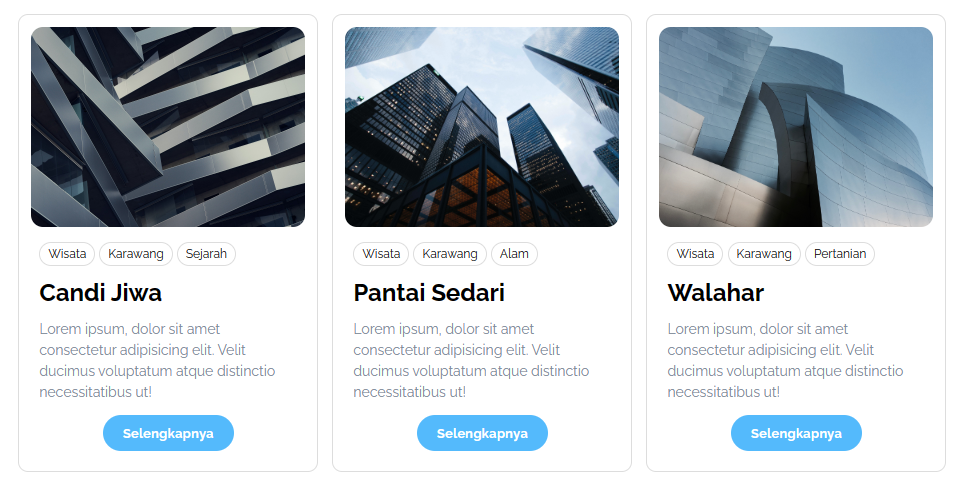 Wisata Karawang Sejarah
Candi Jiwa
Lorem ipsum, dolor sit amet
consectetur adipisicing elit. Velit
ducimus voluptatum atque distinctio
necessitatibus ut!
Selengkapnya
Wisata Karawang Alam
Pantai Sedari
Lorem ipsum, dolor sit amet
consectetur adipisicing elit. Velit
ducimus voluptatum atque distinctio
necessitatibus ut!
Selengkapnya
Wisata Karawang Pertanian
Walahar
Lorem ipsum, dolor sit amet
consectetur adipisicing elit. Velit
ducimus voluptatum atque distinctio
necessitatibus ut!
Selengkapnya